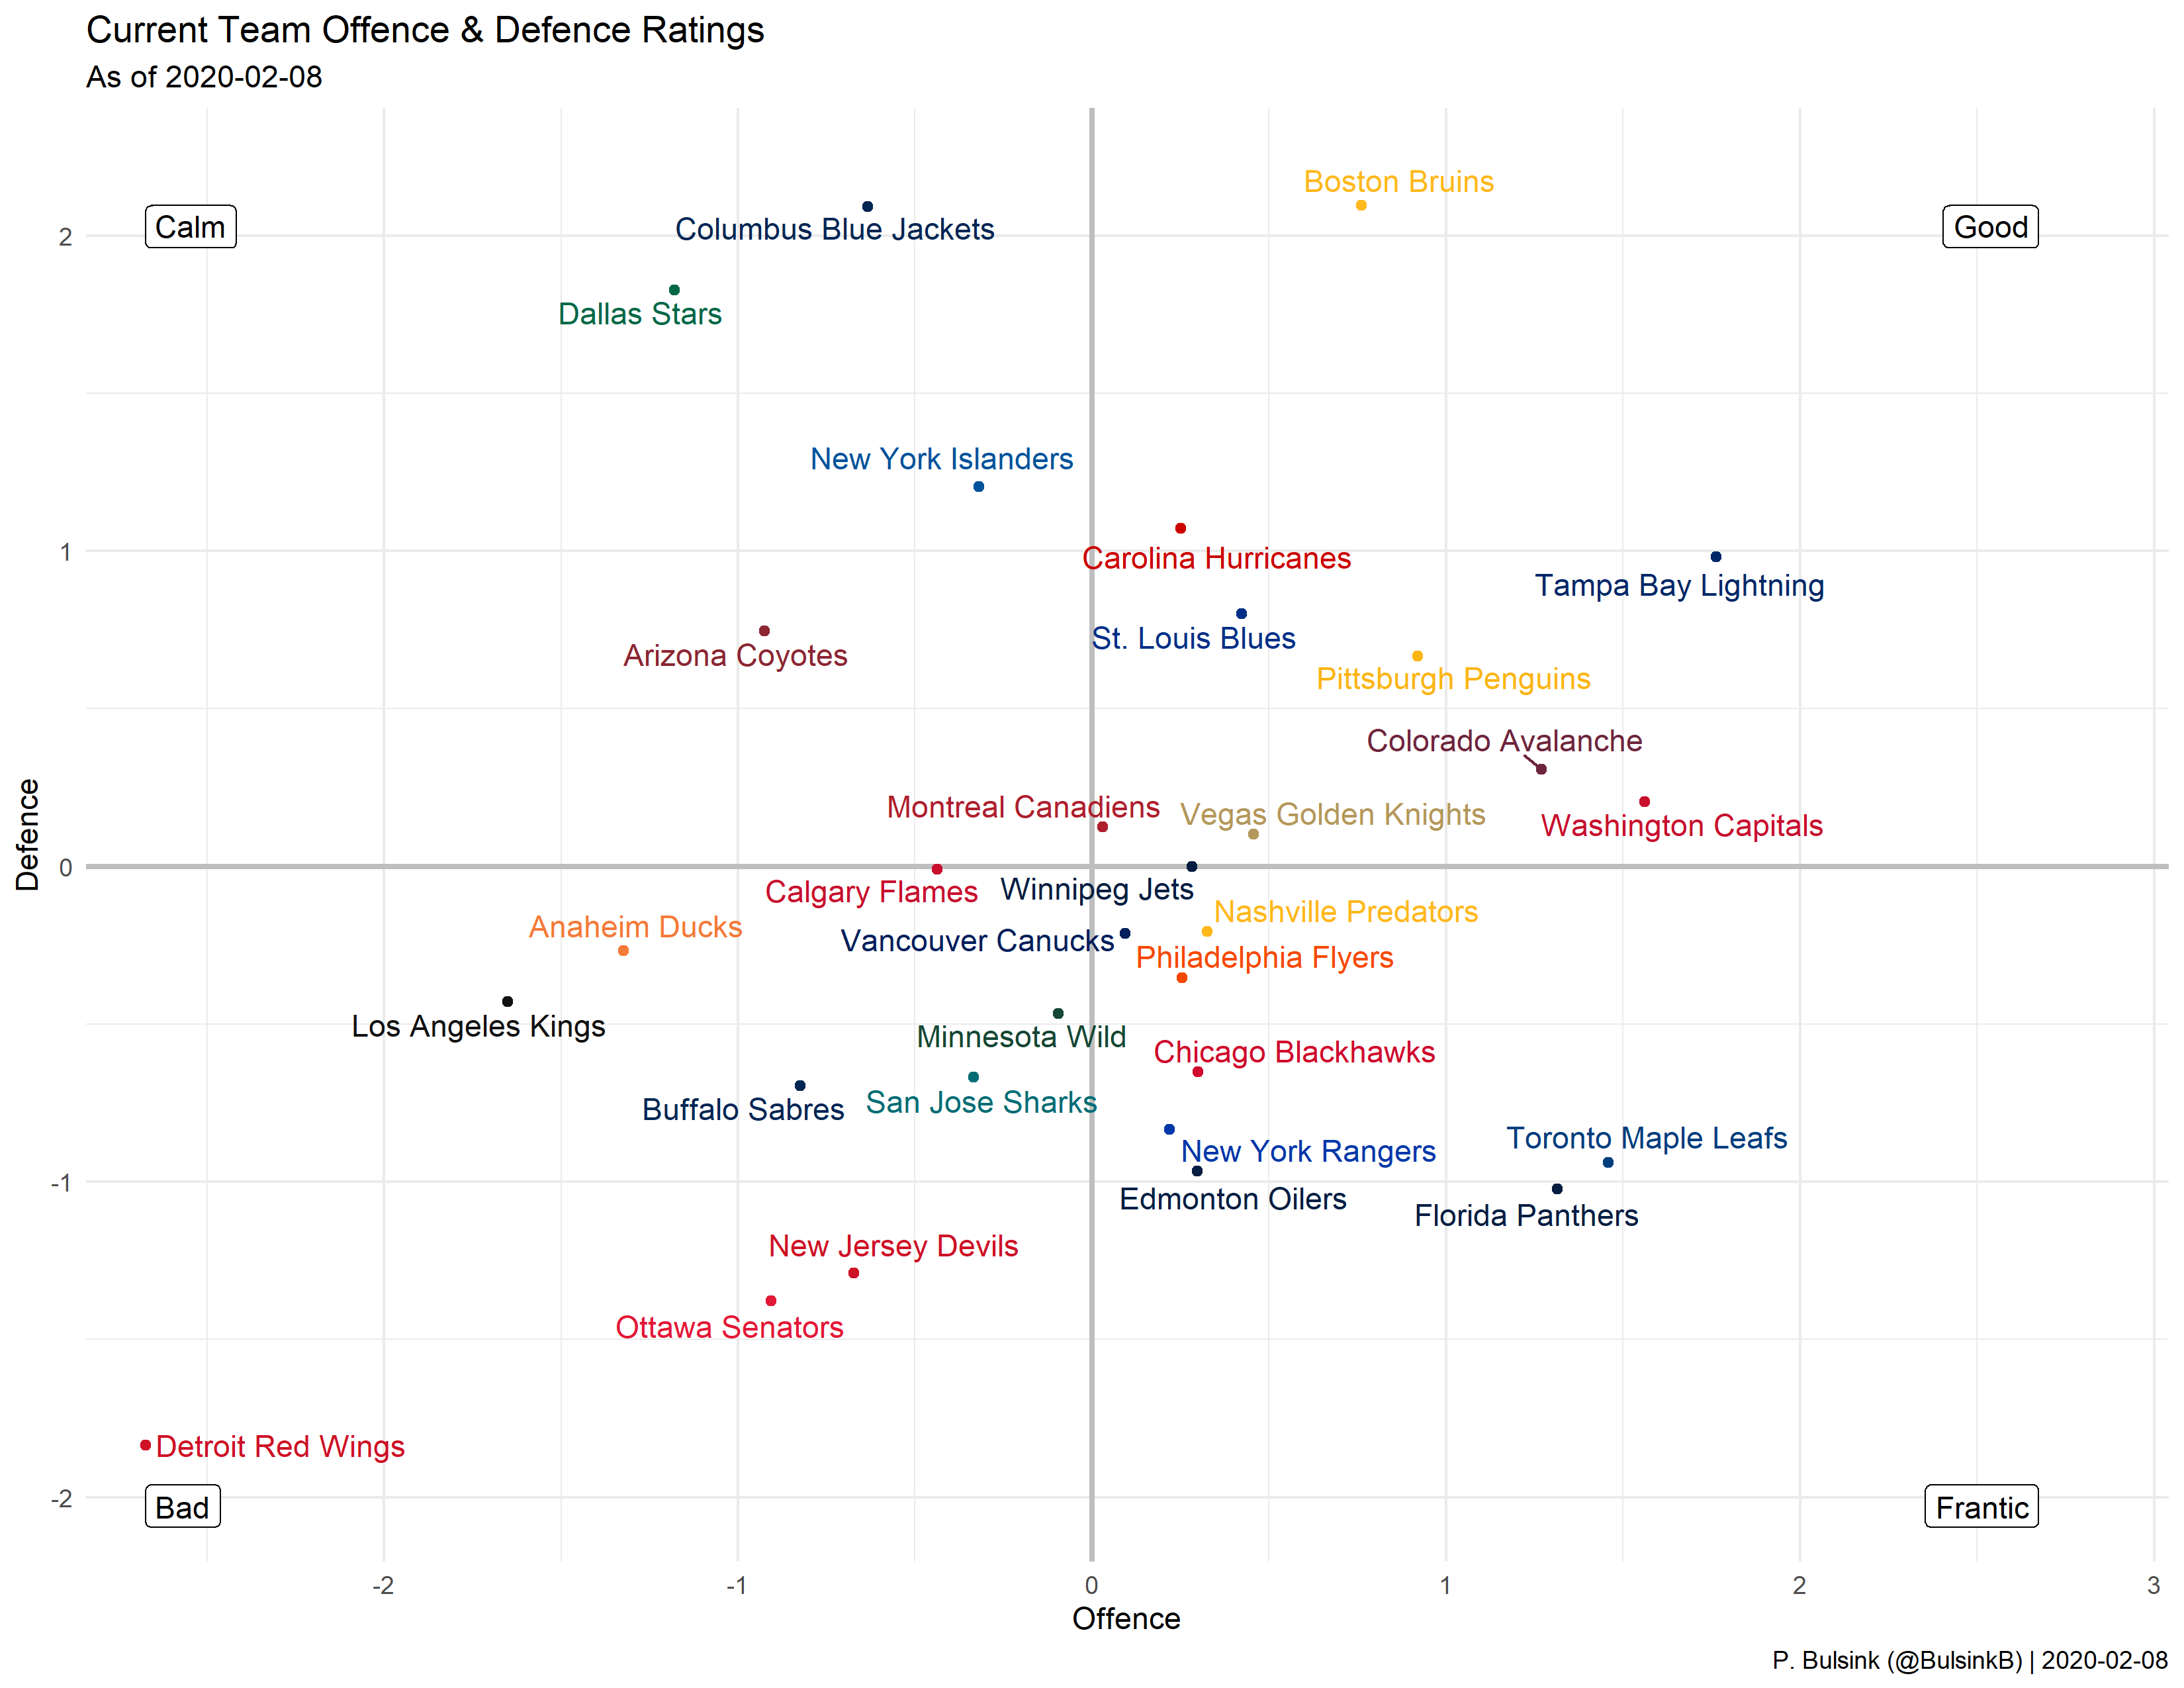 Current Team Offence & Defence Ratings
As of 2020-02-08
Boston Bruins
Calm
Columbus Blue Jackets
Good
2
Dallas Stars
New York Islanders
1
Carolina Hurricanes
Tampa Bay Lightning
St. Louis Blues
Arizona Coyotes
Pittsburgh Penguins
Colorado Avalanche
Montreal Canadiens
Vegas Golden Knights
Washington Capitals
Defence
0
Calgary Flames
Winnipeg Jets
Nashville Predators
Anaheim Ducks
Vancouver Canucks
Philadelphia Flyers
Los Angeles Kings
Minnesota Wild
Chicago Blackhawks
Buffalo Sabres
San Jose Sharks
Toronto Maple Leafs
New York Rangers
-1
Edmonton Oilers
Florida Panthers
New Jersey Devils
Ottawa Senators
Detroit Red Wings
-2
Bad
Frantic
-2 -1 0 1 2 3
Offence
P. Bulsink (@BulsinkB) | 2020-02-08